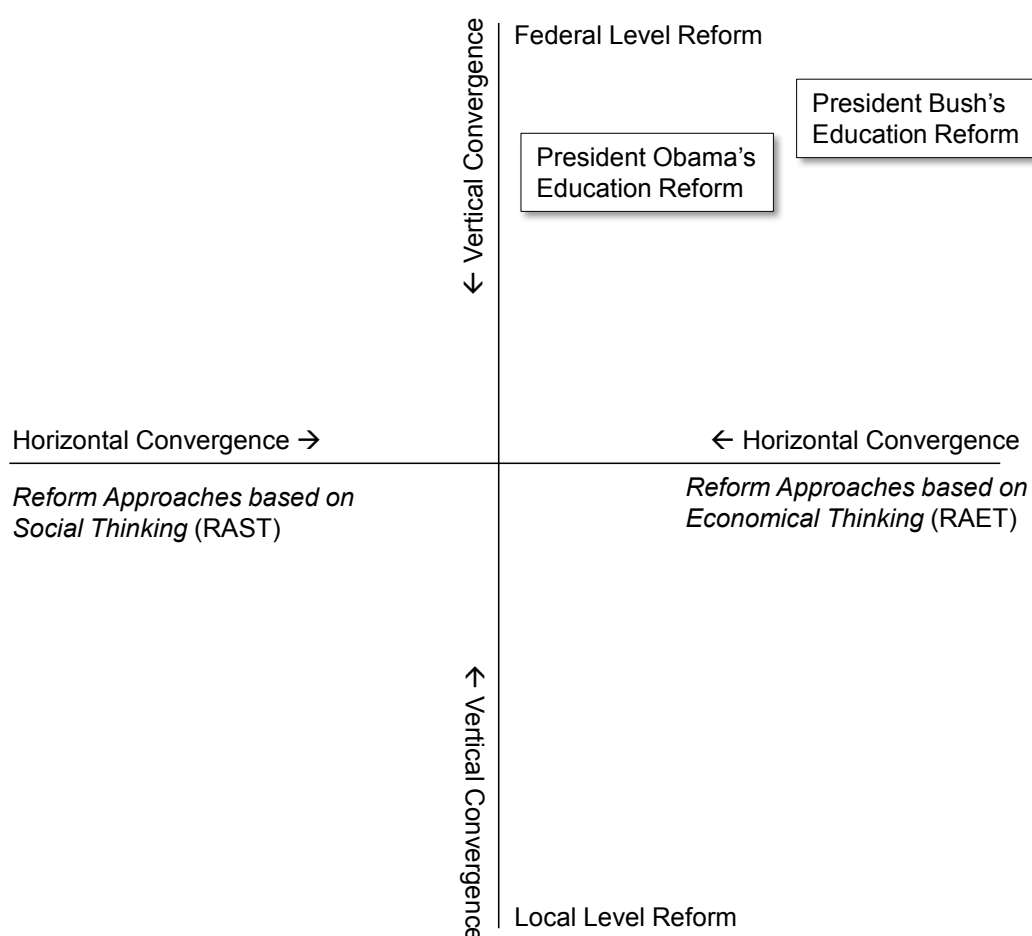 ← Vertical Convergence
Federal Level Reform
President Bush’s
Education Reform
President Obama’s
Education Reform
Horizontal Convergence →
← Horizontal Convergence
Reform Approaches based on
Social Thinking (RAST)
Reform Approaches based on
Economical Thinking (RAET)
← Vertical Convergence
Local Level Reform